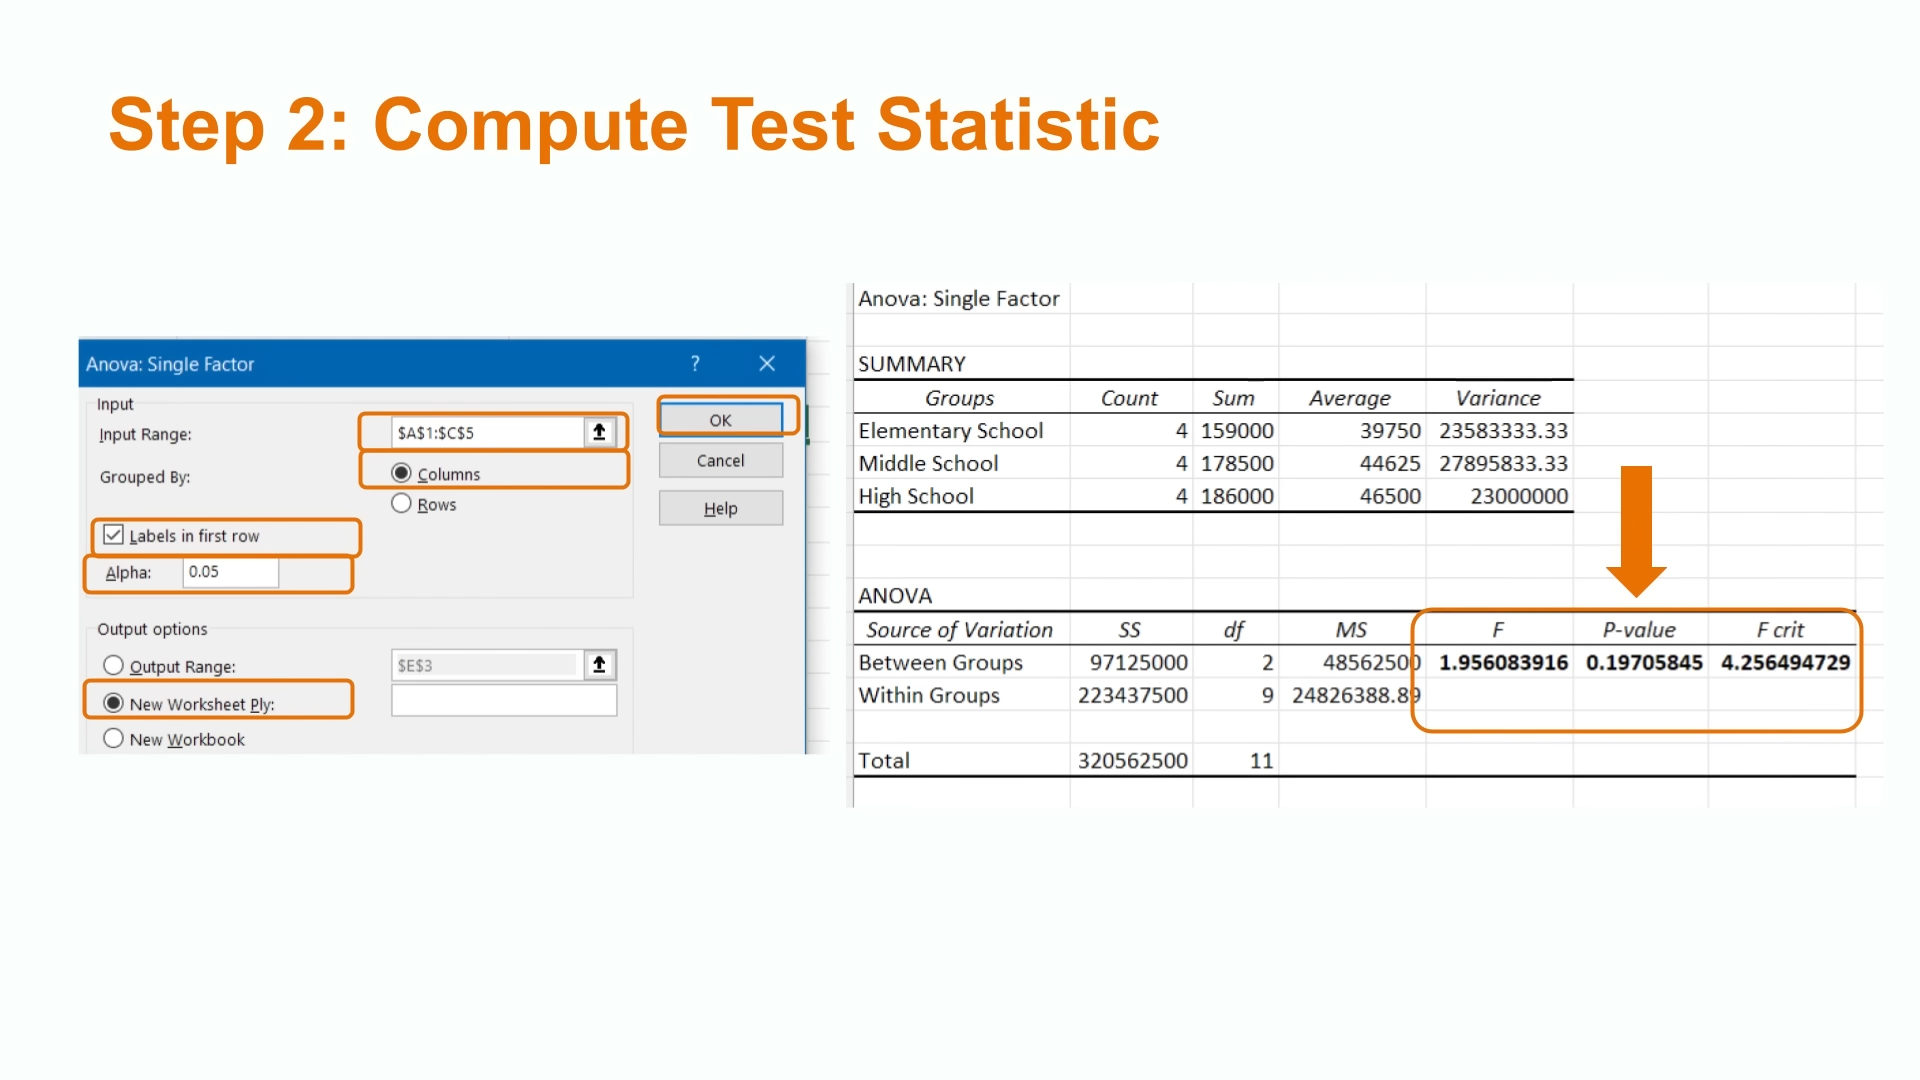 Step 2: Compute Test Statistic
Anova: Single Factor ?
Input
Input Range: $A$1:$C$5
Grouped By: Columns
Rows
Labels in first row
Alpha: 0.05
OK
Cancel
Help
Output options
Output Range: $E$3
New Worksheet Ply:
New Workbook
Anova: Single Factor
SUMMARY
Groups Count Sum Average Variance
Elementary School 4 159000 39750 23583333.33
Middle School 4 178500 44625 27895833.33
High School 4 186000 46500 23000000
ANOVA
Source of Variation SS df MS F P-value F crit
Between Groups 97125000 2 48562500 1.956083916 0.19705845 4.256494729
Within Groups 223437500 9 24826388.89
Total 320562500 11